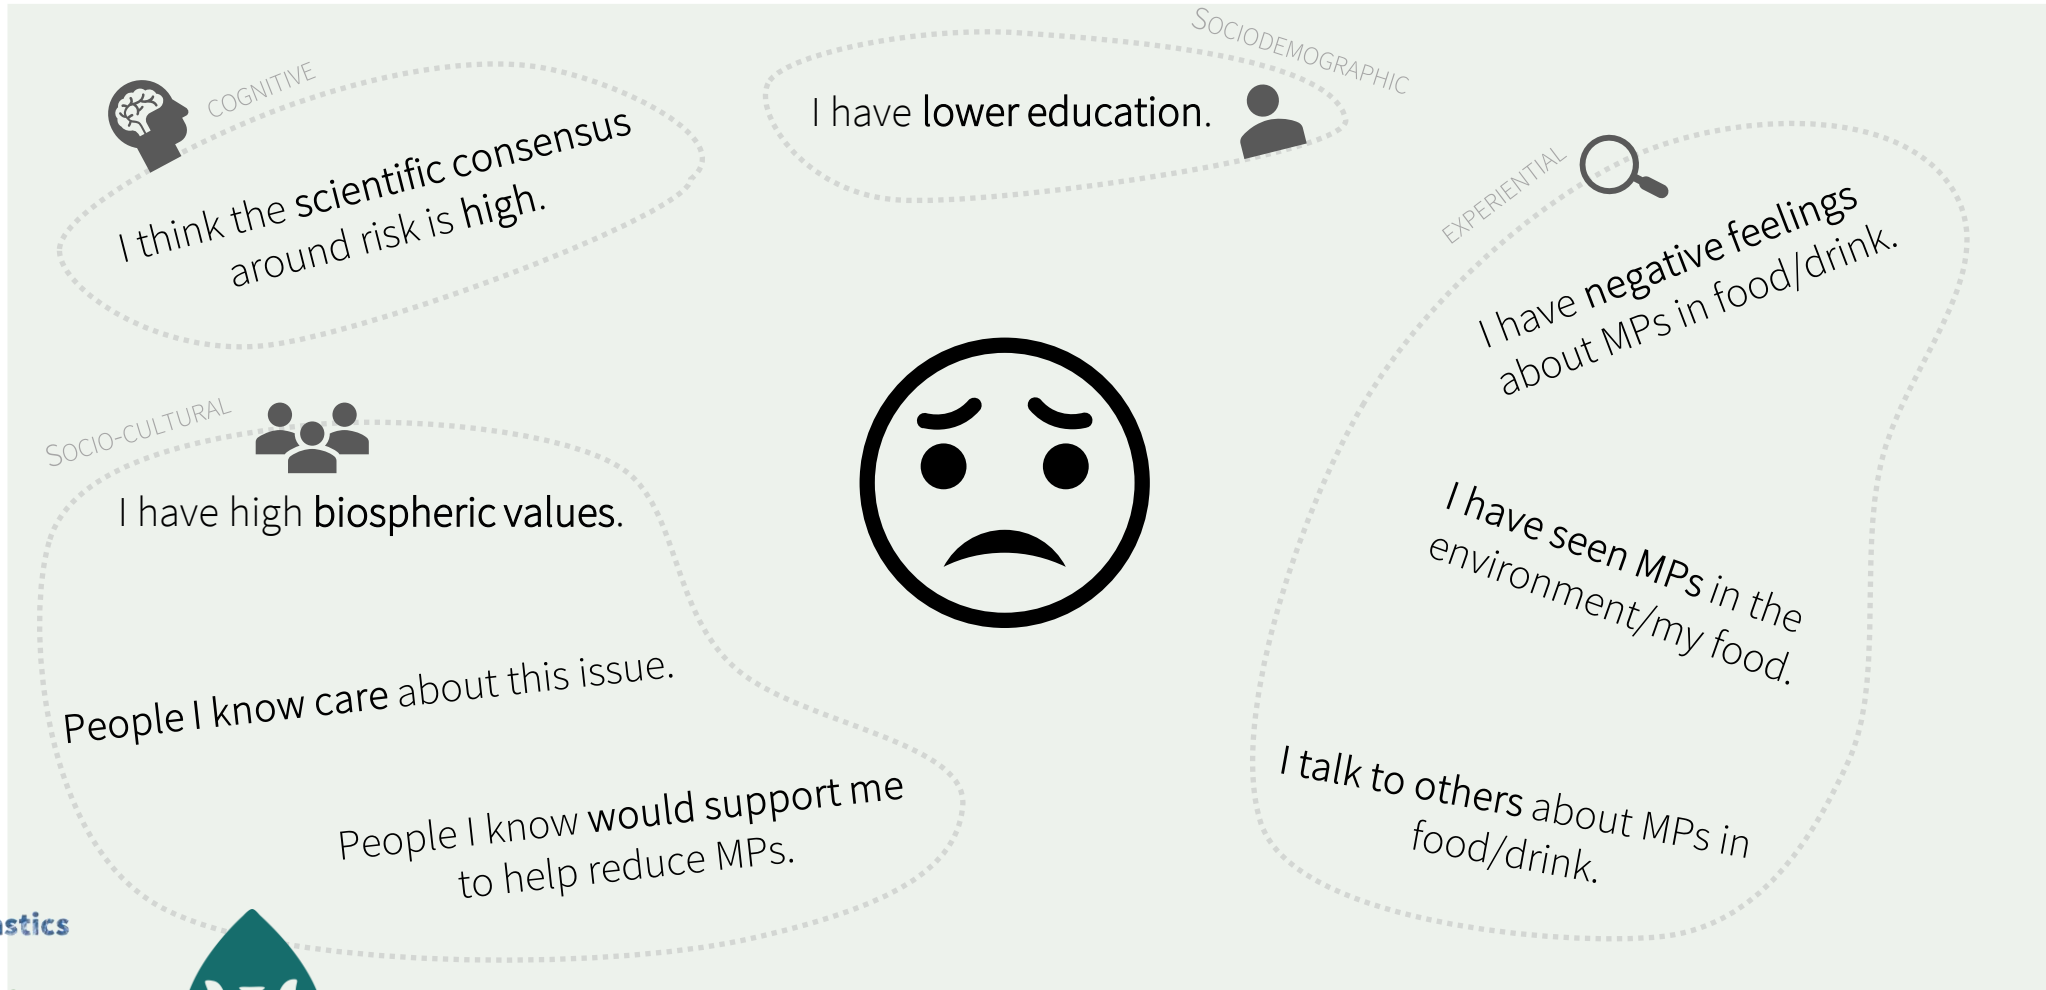 COGNITIVE
I think the scientific consensus
around risk is high.
SOCIODEMOGRAPHIC
I have lower education.
EXPERIENTIAL
I have negative feelings
about MPs in food/drink.
I have seen MPs in the
environment/my food.
I talk to others about MPs in
food/drink.
SOCIO-CULTURAL
I have high biospheric values.
People I know care about this issue.
People I know would support me
to help reduce MPs.